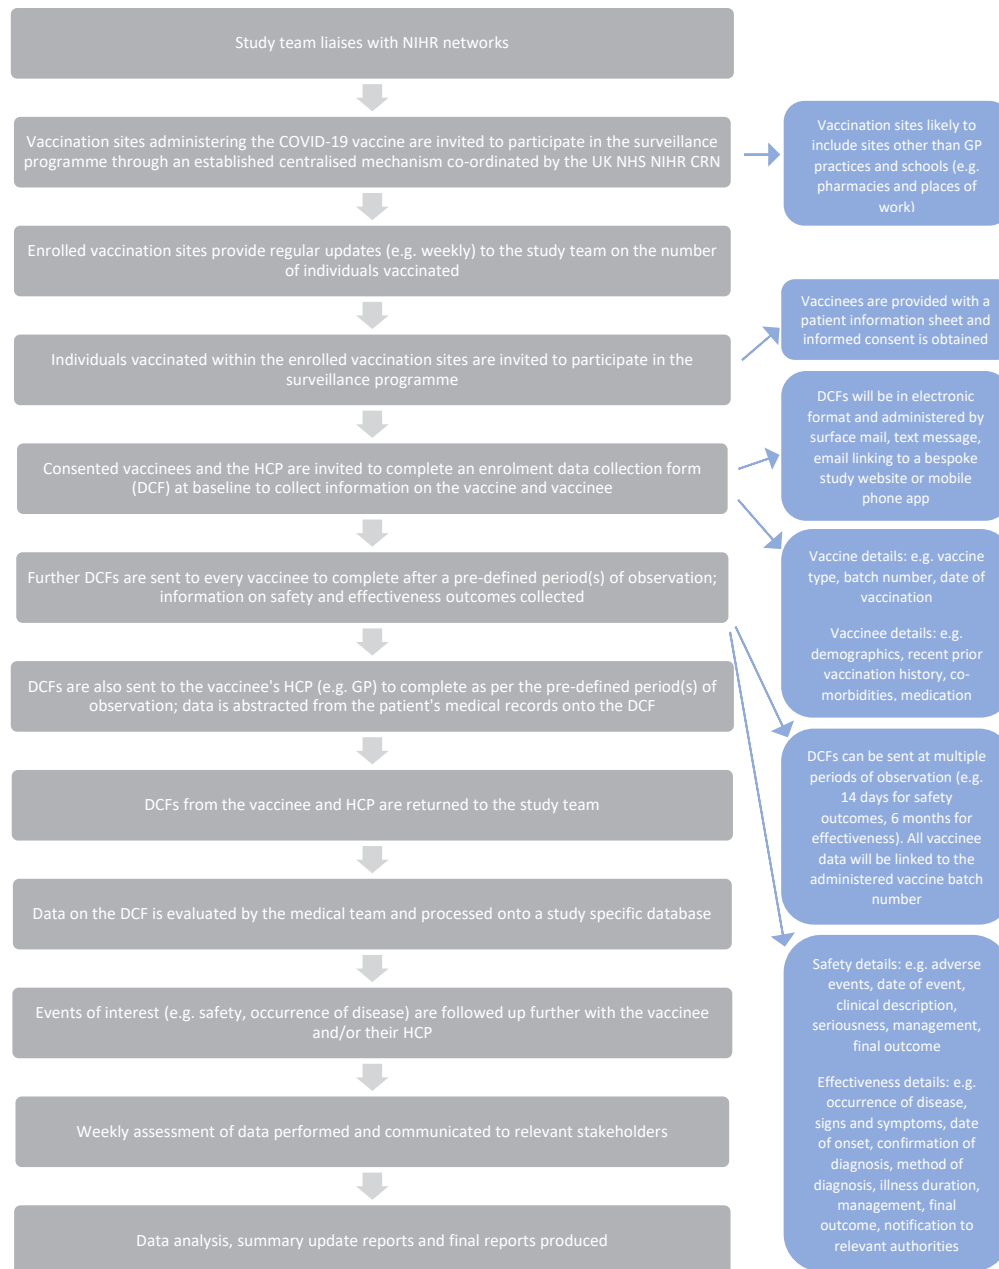 Study team liaises with NIHR networks
Vaccination sites administering the COVID-19 vaccine are invited to participate in the surveillance
programme through an established centralised mechanism co-ordinated by the UK NHS NIHR CRN
Vaccination sites likely to
include sites other than GP
practices and schools (e.g.
pharmacies and places of
work)
Enrolled vaccination sites provide regular updates (e.g. weekly) to the study team on the number
of individuals vaccinated
Individuals vaccinated within the enrolled vaccination sites are invited to participate in the
surveillance programme
Vaccinees are provided with a
patient information sheet and
informed consent is obtained
Consented vaccinees and the HCP are invited to complete an enrolment data collection form
(DCF) at baseline to collect information on the vaccine and vaccinee
DCFs will be in electronic
format and administered by
surface mail, text message,
email linking to a bespoke
study website or mobile
phone app
Vaccine details: e.g. vaccine
type, batch number, date of
vaccination
Vaccinee details: e.g.
demographics, recent prior
vaccination history, co-
morbidities, medication
Further DCFs are sent to every vaccinee to complete after a pre-defined period(s) of observation;
information on safety and effectiveness outcomes collected
DCFs can be sent at multiple
periods of observation (e.g.
14 days for safety
outcomes, 6 months for
effectiveness). All vaccinee
data will be linked to the
administered vaccine batch
number
Safety details: e.g. adverse
events, date of event,
clinical description,
seriousness, management,
final outcome
Effectiveness details: e.g.
occurrence of disease,
signs and symptoms, date
of onset, confirmation of
diagnosis, method of
diagnosis, illness duration,
management, final
outcome, notification to
relevant authorities
DCFs are also sent to the vaccinee's HCP (e.g. GP) to complete as per the pre-defined period(s) of
observation; data is abstracted from the patient's medical records onto the DCF
DCFs from the vaccinee and HCP are returned to the study team
Data on the DCF is evaluated by the medical team and processed onto a study specific database
Events of interest (e.g. safety, occurrence of disease) are followed up further with the vaccinee
and/or their HCP
Weekly assessment of data performed and communicated to relevant stakeholders
Data analysis, summary update reports and final reports produced